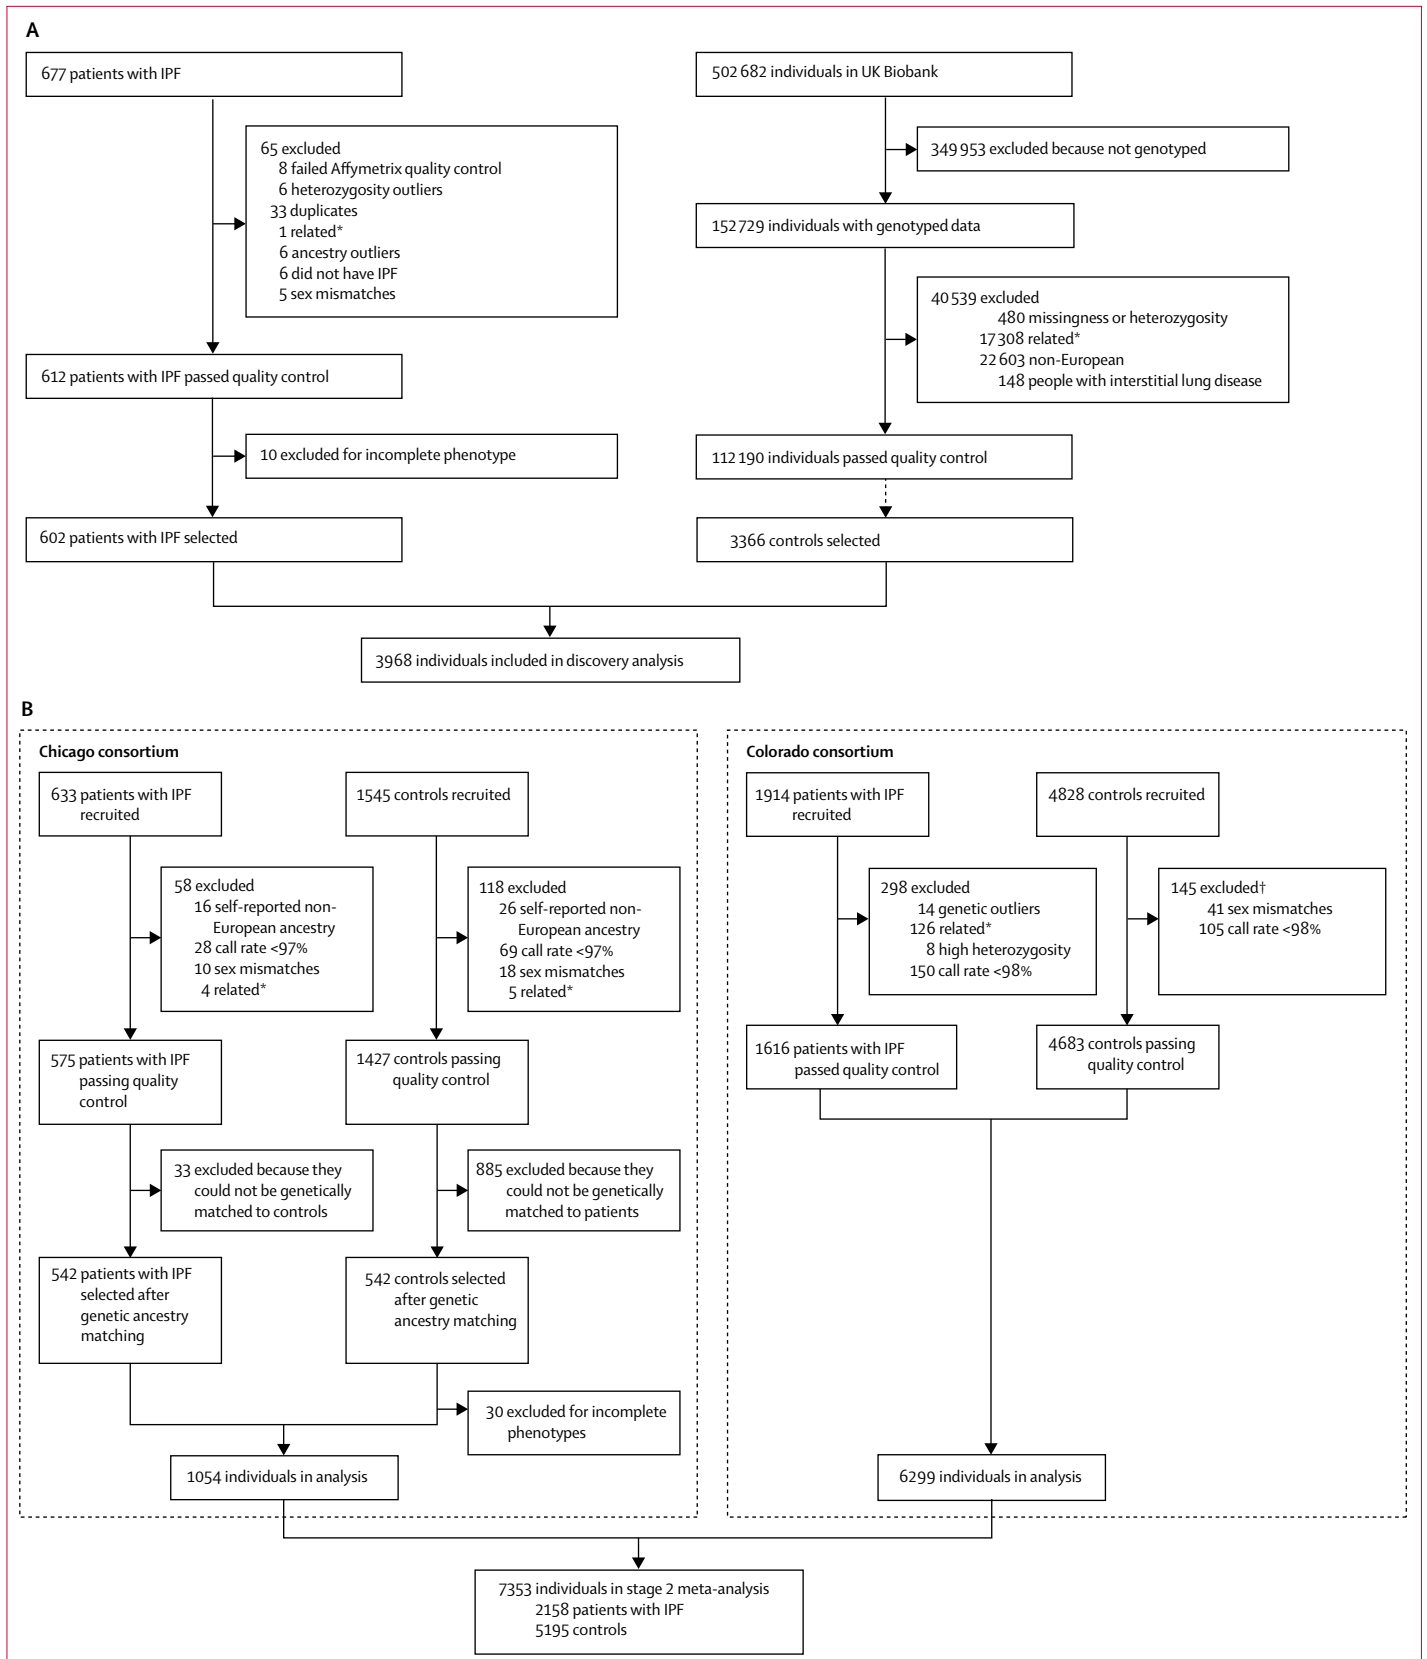 A
677 patients with IPF
502 682 individuals in UK Biobank
65 excluded
8 failed Affymetrix quality control
6 heterozygosity outliers
33 duplicates
1 related*
6 ancestry outliers
6 did not have IPF
5 sex mismatches
349 953 excluded because not genotyped
152 729 individuals with genotyped data
40 539 excluded
480 missingness or heterozygosity
17 308 related*
22 603 non-European
148 people with interstitial lung disease
612 patients with IPF passed quality control
10 excluded for incomplete phenotype
112 190 individuals passed quality control
602 patients with IPF selected
3366 controls selected
3968 individuals included in discovery analysis
B
Chicago consortium
633 patients with IPF
recruited
1545 controls recruited
58 excluded
16 self-reported non-
European ancestry
28 call rate <97%
10 sex mismatches
4 related*
118 excluded
26 self-reported non-
European ancestry
69 call rate <97%
18 sex mismatches
5 related*
575 patients with IPF
passing quality
control
1427 controls passing
quality control
33 excluded because they
could not be genetically
matched to controls
885 excluded because they
could not be genetically
matched to patients
542 patients with IPF
selected after
genetic ancestry
matching
542 controls selected
after genetic
ancestry matching
30 excluded for incomplete
phenotypes
1054 individuals in analysis
Colorado consortium
1914 patients with IPF
recruited
4828 controls recruited
298 excluded
14 genetic outliers
126 related*
8 high heterozygosity
150 call rate <98%
145 excluded†
41 sex mismatches
105 call rate <98%
1616 patients with IPF
passed quality control
4683 controls passing
quality control
6299 individuals in analysis
7353 individuals in stage 2 meta-analysis
2158 patients with IPF
5195 controls